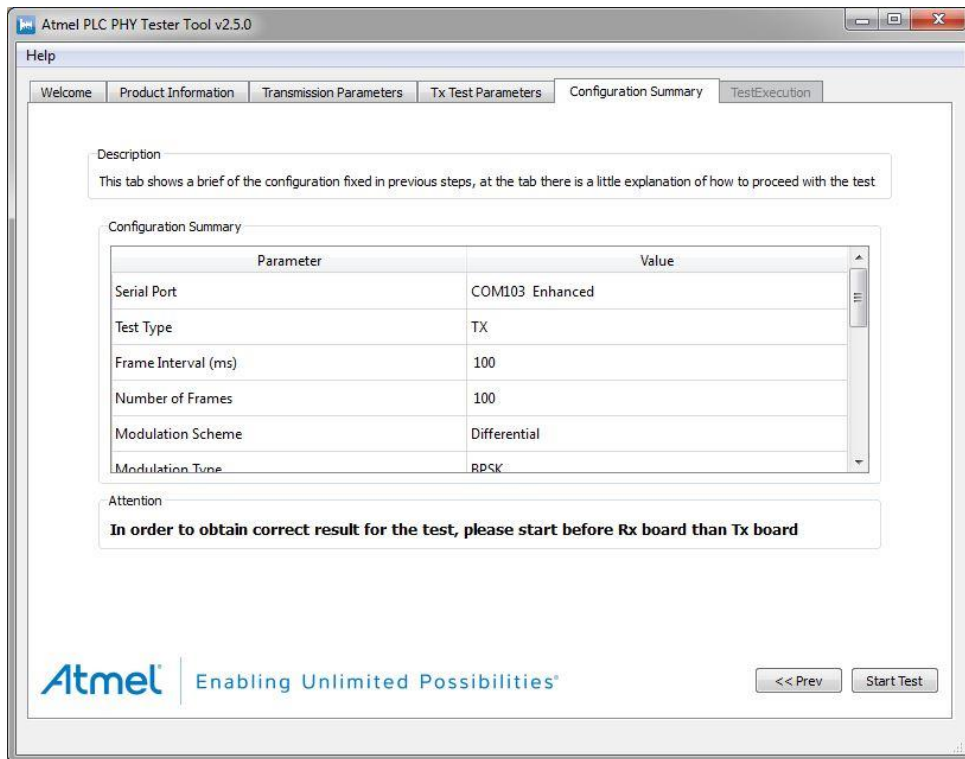 Atmel PLC PHY Tester Tool v2.5.0
Help
Welcome Product Information Transmission Parameters Tx Test Parameters Configuration Summary TestExecution
Description
This tab shows a brief of the configuration fixed in previous steps, at the tab there is a little explanation of how to proceed with the test
Configuration Summary
Parameter Value
Serial Port COM103 Enhanced
Test Type TX
Frame Interval (ms) 100
Number of Frames 100
Modulation Scheme Differential
Modulation Type BPSK
Attention
In order to obtain correct result for the test, please start before Rx board than Tx board
Atmel® Enabling Unlimited Possibilities®
<< Prev Start Test